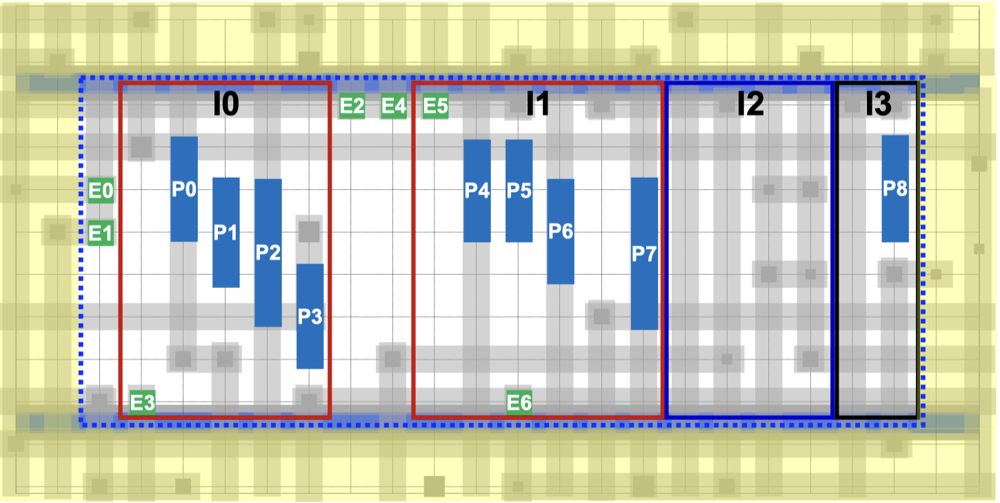 I0 E2 E4 E5 I1 I2 I3
E0 P0 P4 P5 P8
E1 P1 P6
P2 P7
P3
E3 E6